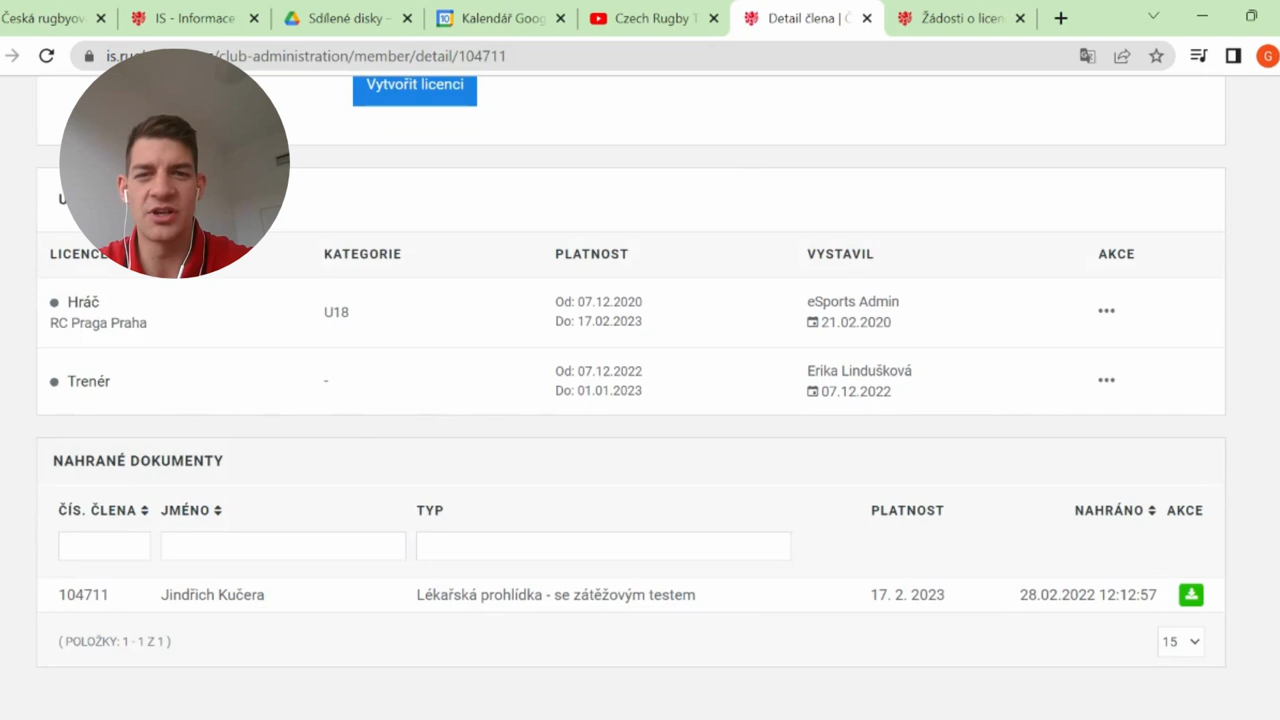 Česká rugbyov
IS - Informace
Sdílené disky –
Kalendář Goog
Czech Rugby T
Detail člena | Č
Žádosti o licen
/club-administration/member/detail/104711
G
Vytvořit licenci
LICENCE
KATEGORIE
PLATNOST
VYSTAVIL
AKCE
Hráč
RC Praga Praha
U18
Od: 07.12.2020
Do: 17.02.2023
eSports Admin
21.02.2020
Trenér
-
Od: 07.12.2022
Do: 01.01.2023
Erika Lindušková
07.12.2022
NAHRANÉ DOKUMENTY
ČÍS. ČLENA JMÉNO TYP PLATNOST NAHRÁNO AKCE
104711 Jindřich Kučera Lékařská prohlídka - se zátěžovým testem 17. 2. 2023 28.02.2022 12:12:57
( POLOŽKY: 1 - 1 Z 1 )
15